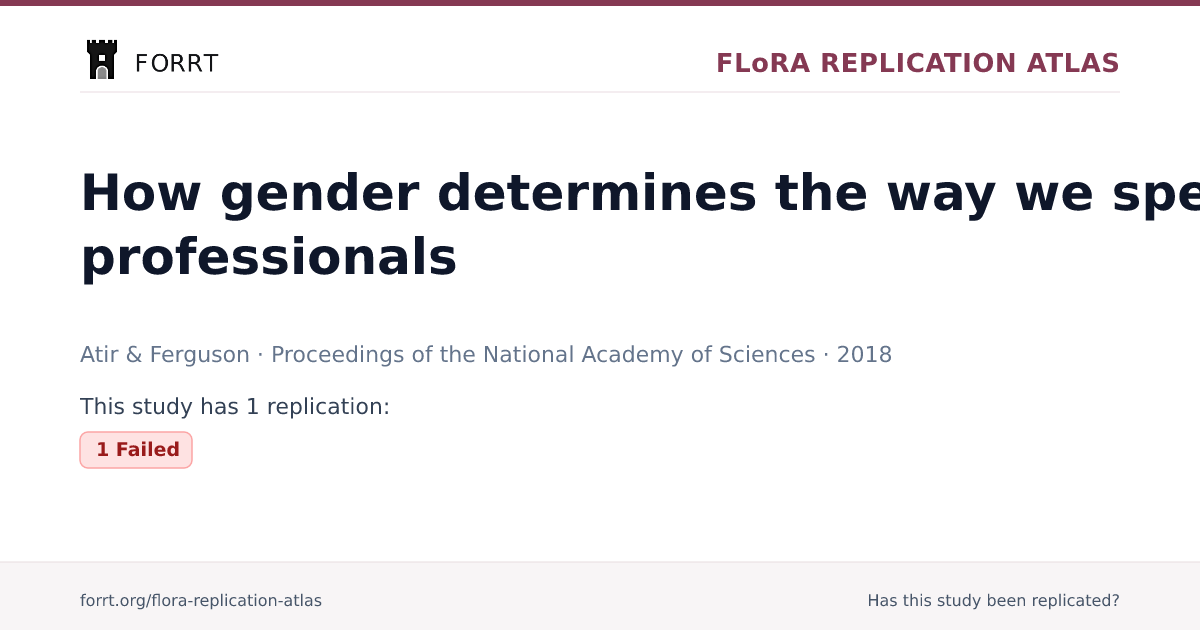 FORRT
FLoRA REPLICATION ATLAS
How gender determines the way we spe
professionals
Atir & Ferguson · Proceedings of the National Academy of Sciences · 2018
This study has 1 replication:
1 Failed
forrt.org/flora-replication-atlas
Has this study been replicated?